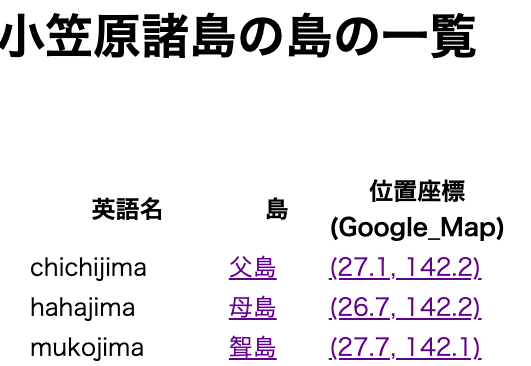 小笠原諸島の島の一覧
英語名 島 位置座標
(Google_Map)
chichijima 父島 (27.1, 142.2)
hahajima 母島 (26.7, 142.2)
mukojima 聟島 (27.7, 142.1)